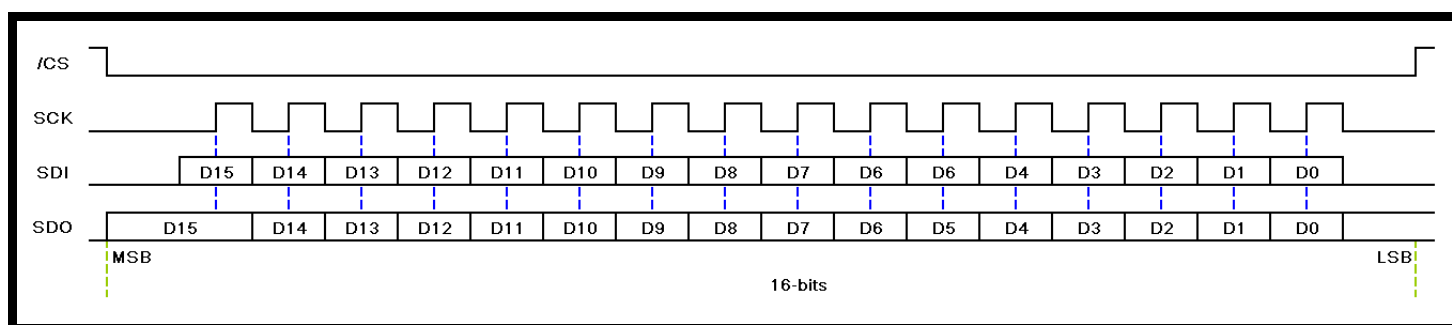 /CS
SCK
SDI D15 D14 D13 D12 D11 D10 D9 D8 D7 D6 D6 D4 D3 D2 D1 D0
SDO D15 D14 D13 D12 D11 D10 D9 D8 D7 D6 D5 D4 D3 D2 D1 D0
MSB LSB
16-bits